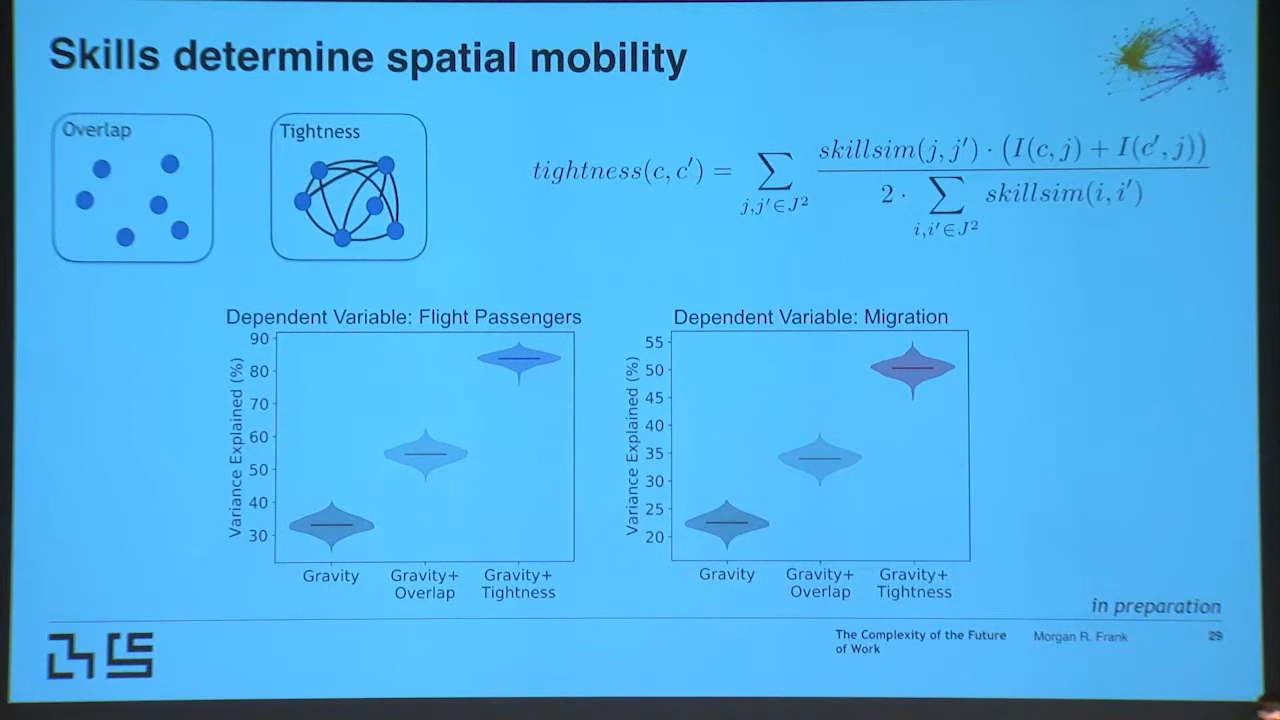 Skills determine spatial mobility
Overlap
Tightness
tightness(c, c′) = ∑ j,j′∈J² skillsim(j, j′) · (I(c, j) + I(c′, j)) / 2 · ∑ i,i′∈J² skillsim(i, i′)
Dependent Variable: Flight Passengers
Variance Explained (%)
90
80
70
60
50
40
30
Gravity
Gravity+
Overlap
Gravity+
Tightness
Dependent Variable: Migration
Variance Explained (%)
55
50
45
40
35
30
25
20
Gravity
Gravity+
Overlap
Gravity+
Tightness
in preparation
The Complexity of the Future
of Work
Morgan R. Frank
29